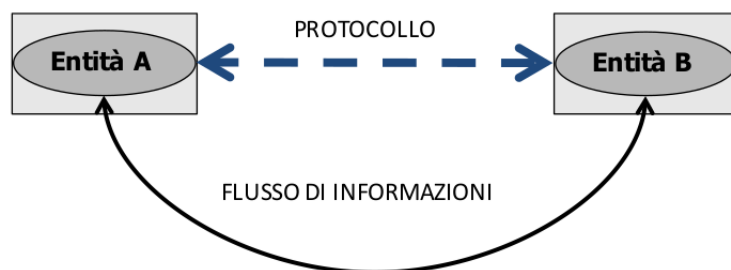 PROTOCOLLO
Entità A
Entità B
FLUSSO DI INFORMAZIONI